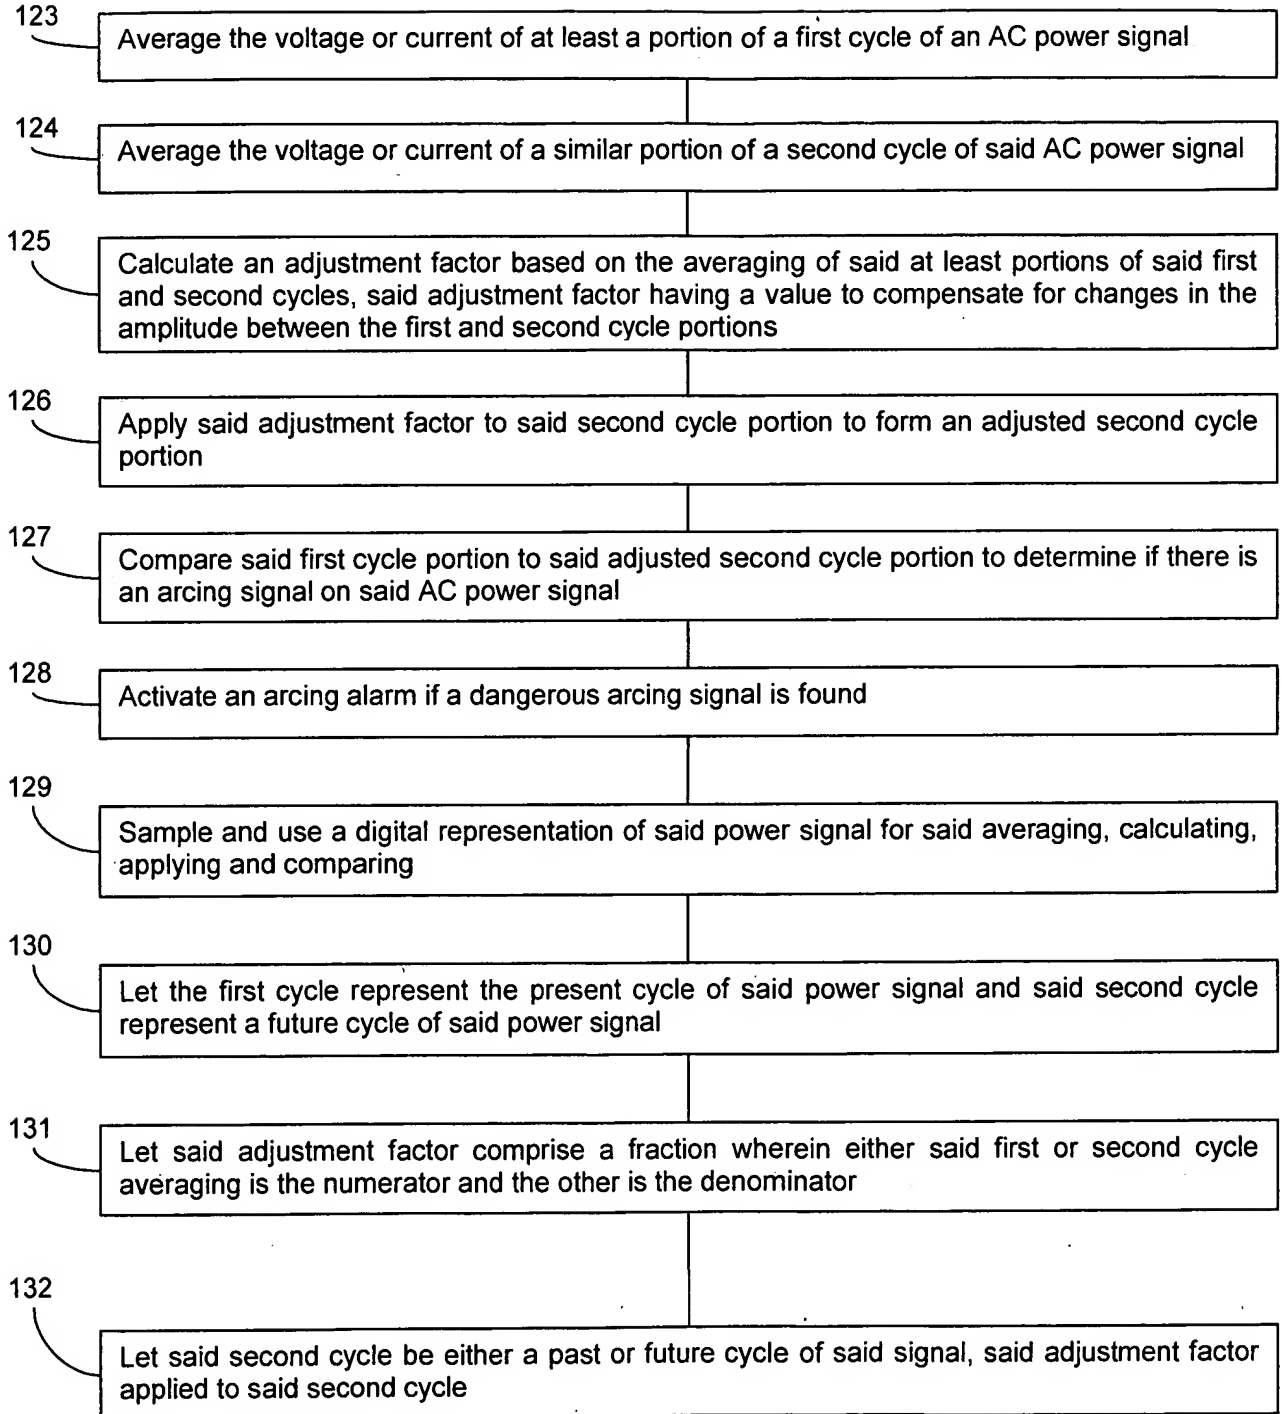 123
Average the voltage or current of at least a portion of a first cycle of an AC power signal
124
Average the voltage or current of a similar portion of a second cycle of said AC power signal
125
Calculate an adjustment factor based on the averaging of said at least portions of said first
and second cycles, said adjustment factor having a value to compensate for changes in the
amplitude between the first and second cycle portions
126
Apply said adjustment factor to said second cycle portion to form an adjusted second cycle
portion
127
Compare said first cycle portion to said adjusted second cycle portion to determine if there is
an arcing signal on said AC power signal
128
Activate an arcing alarm if a dangerous arcing signal is found
129
Sample and use a digital representation of said power signal for said averaging, calculating,
applying and comparing
130
Let the first cycle represent the present cycle of said power signal and said second cycle
represent a future cycle of said power signal
131
Let said adjustment factor comprise a fraction wherein either said first or second cycle
averaging is the numerator and the other is the denominator
132
Let said second cycle be either a past or future cycle of said signal, said adjustment factor
applied to said second cycle